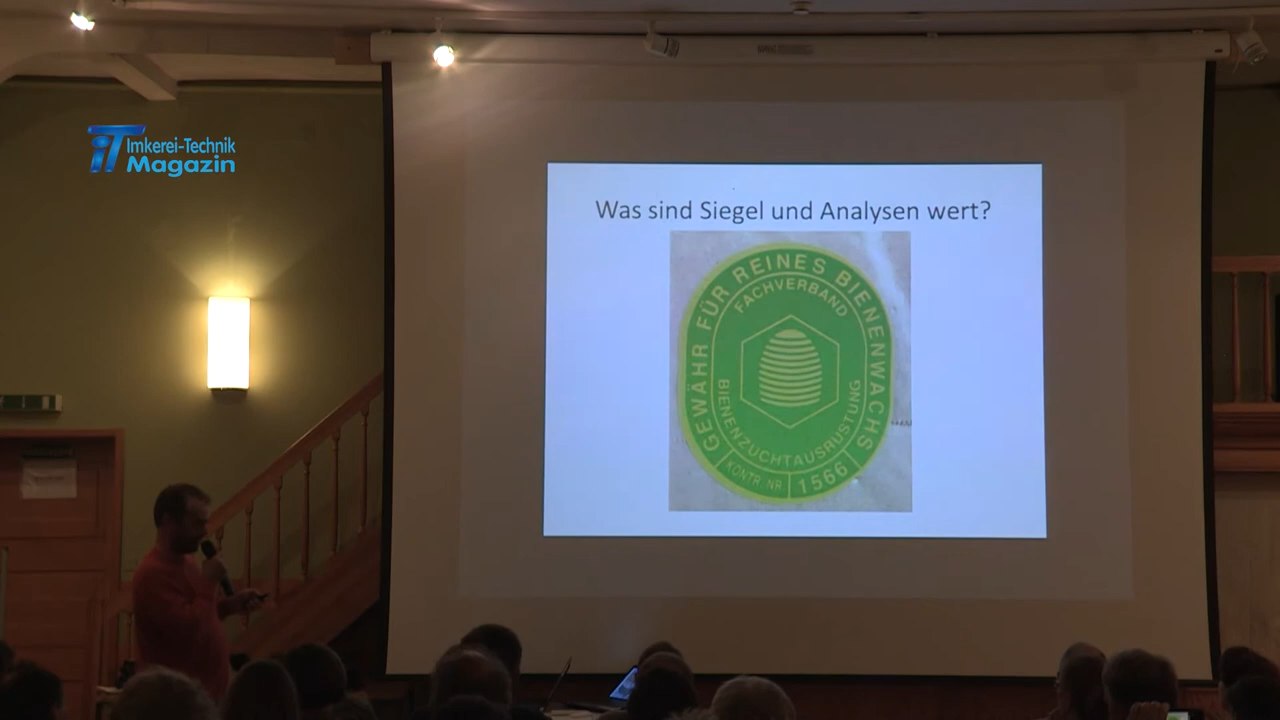 Imkerei-Technik
Magazin
Was sind Siegel und Analysen wert?
GEWÄHR FÜR REINES BIENENWACHS
FACHVERBAND
BIENENZUCHTAUSRÜSTUNG
KONTR. NR.
1566